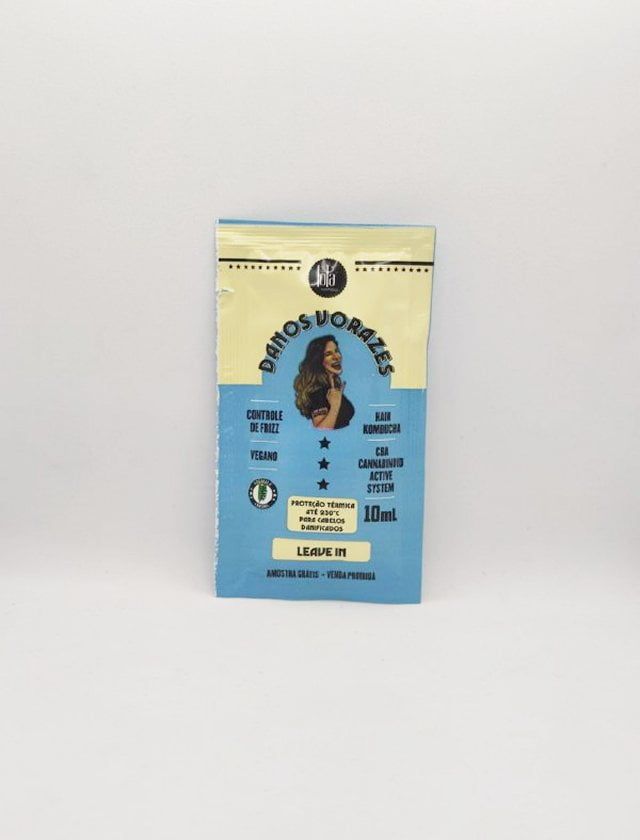 lola
DANOS VORAZES
CONTROLE
DE FRIZZ
VEGANO
HAIR
KOMBUCHA
CBA
CANNABINOID
ACTIVE
SYSTEM
10mL
PROTEÇÃO TÉRMICA
ATÉ 230°C
PARA CABELOS
DANIFICADOS
LEAVE IN
AMOSTRA GRÁTIS - VENDA PROIBIDA